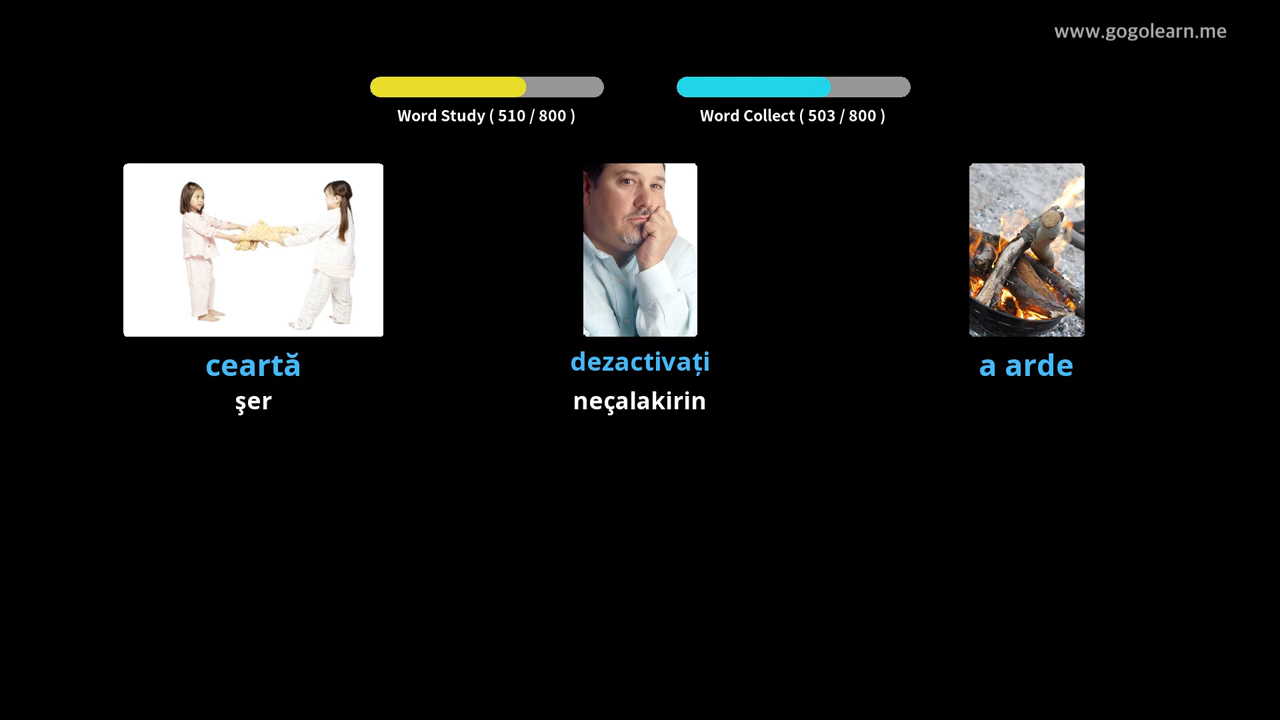 www.gogolearn.me
Word Study ( 510 / 800 )
Word Collect ( 503 / 800 )
ceartă
şer
dezactivați
neçalakirin
a arde